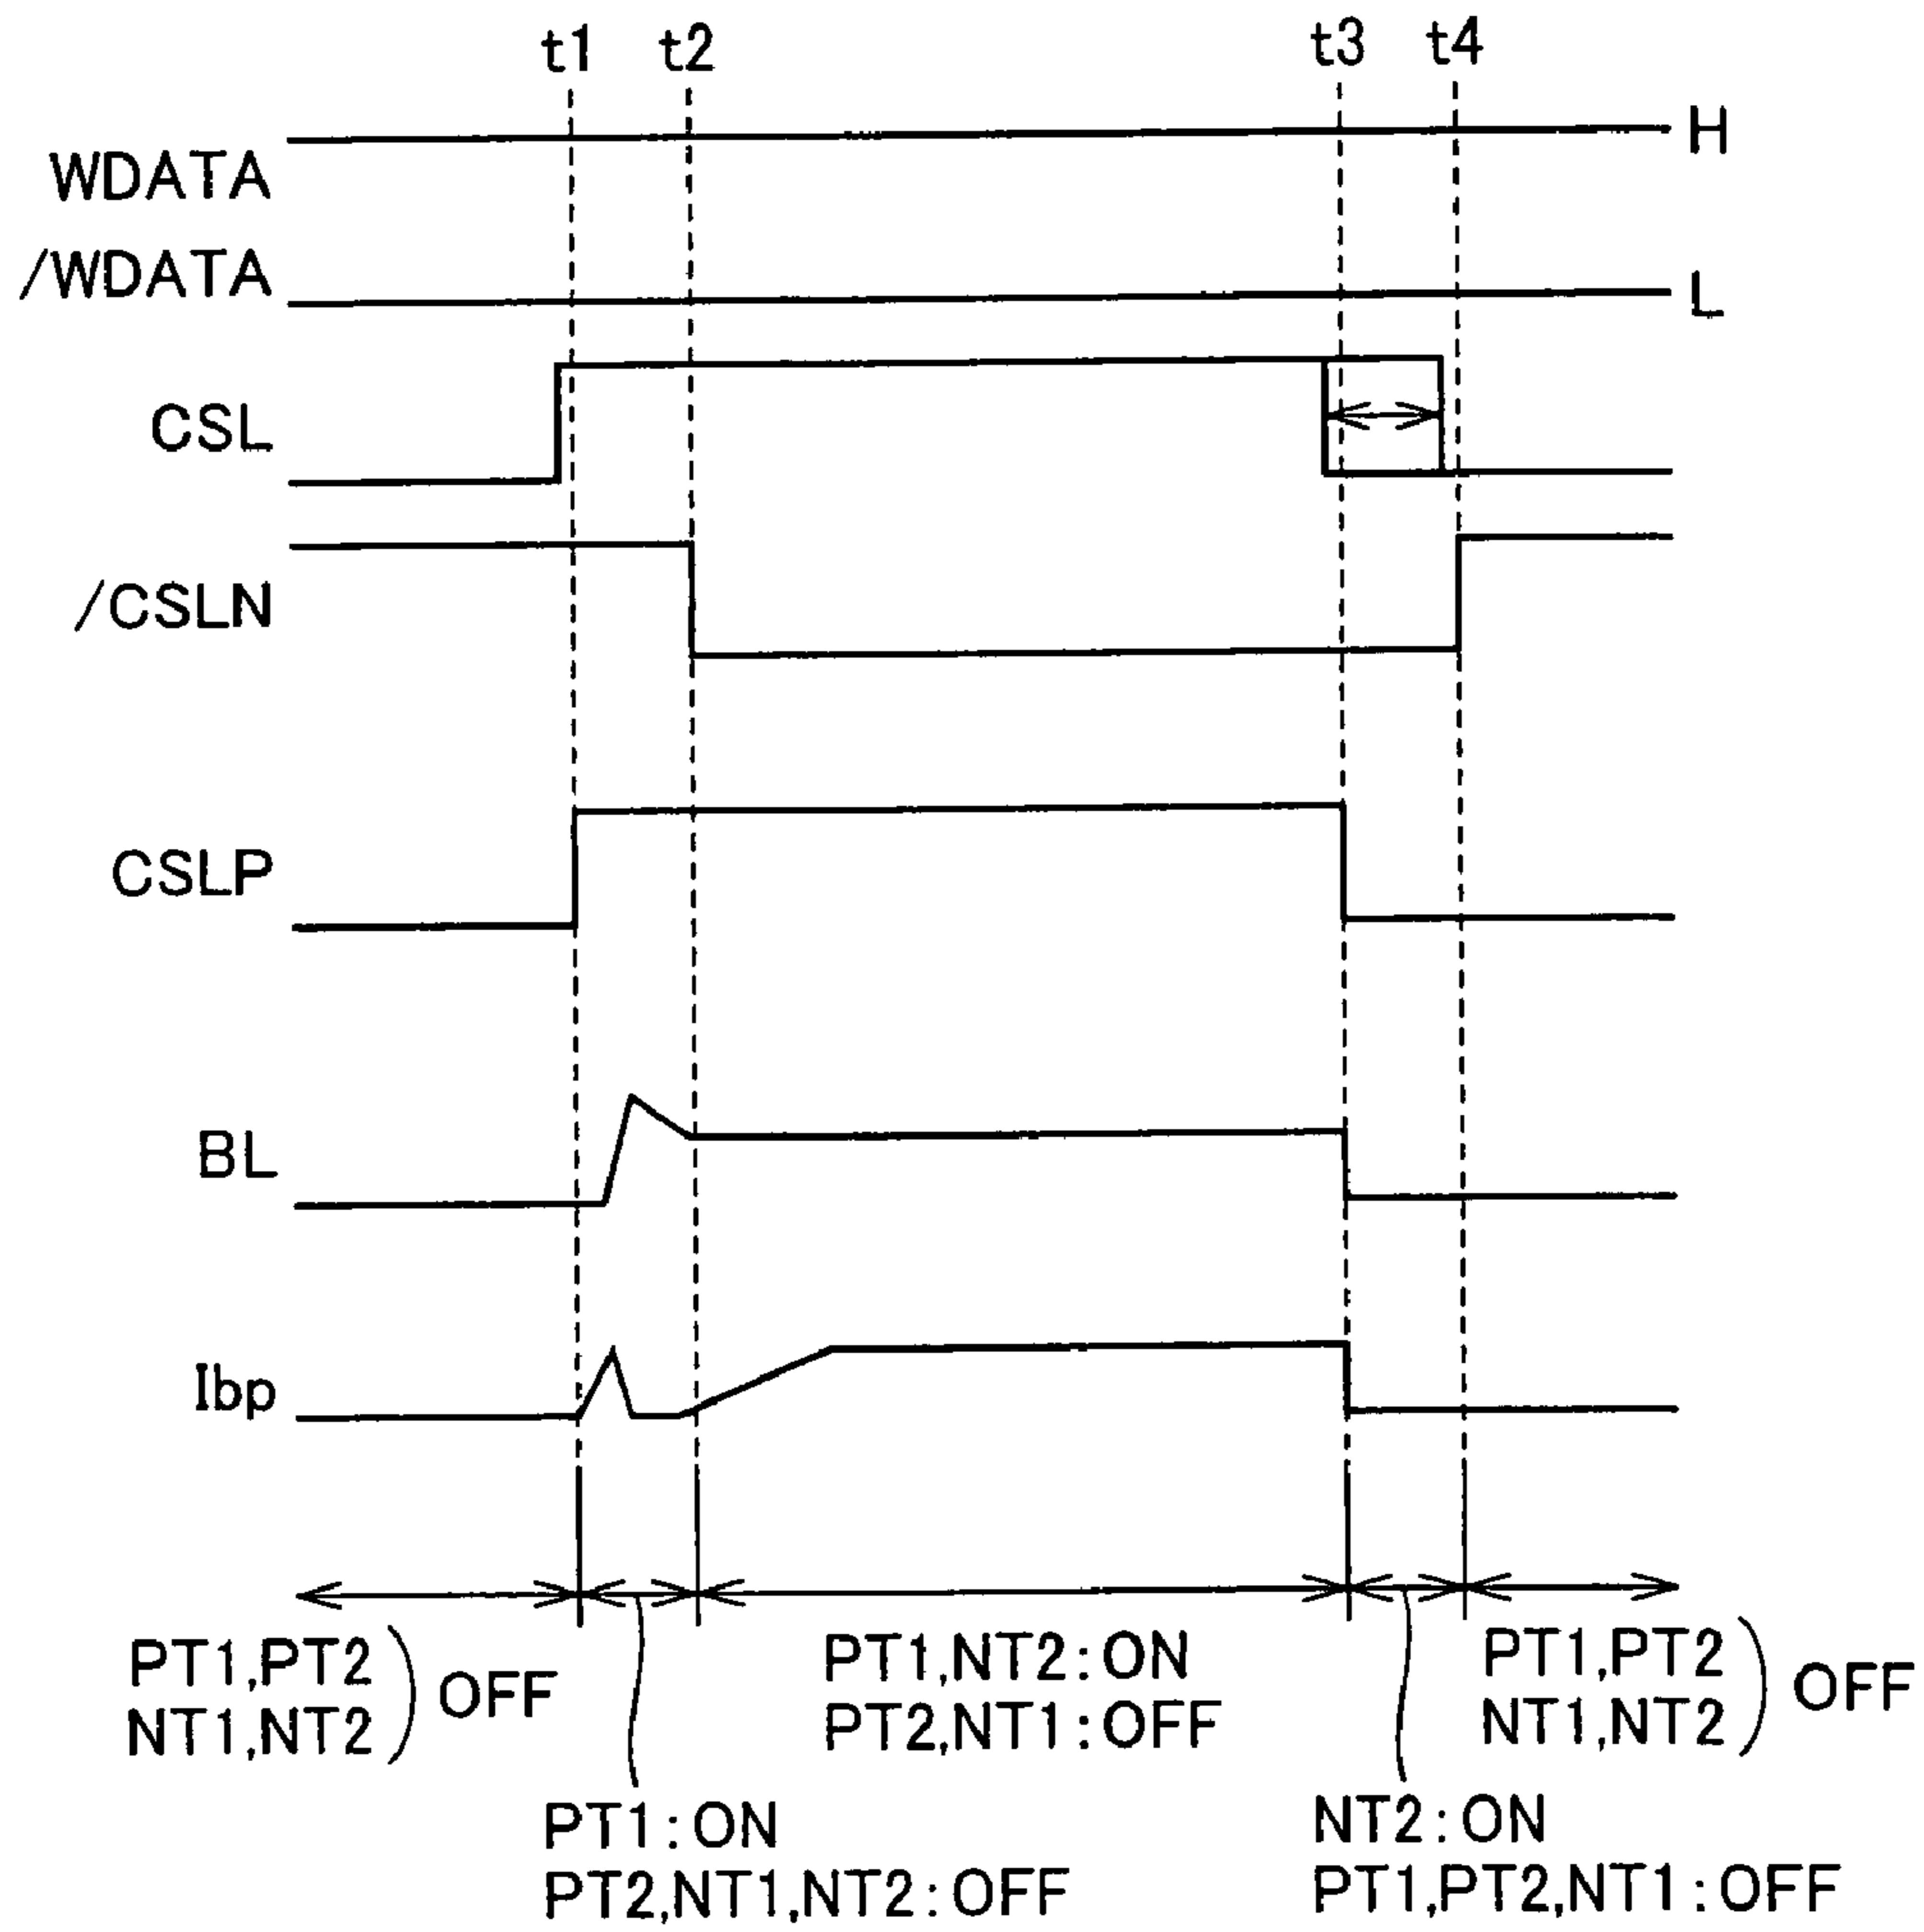 t1 t2 t3 t4
WDATA H
/WDATA L
CSL
/CSLN
CSLP
BL
Ibp
PT1,PT2
NT1,NT2
) OFF
PT1:ON
PT2,NT1,NT2:OFF
PT1,NT2:ON
PT2,NT1:OFF
NT2:ON
PT1,PT2,NT1:OFF
PT1,PT2
NT1,NT2
) OFF